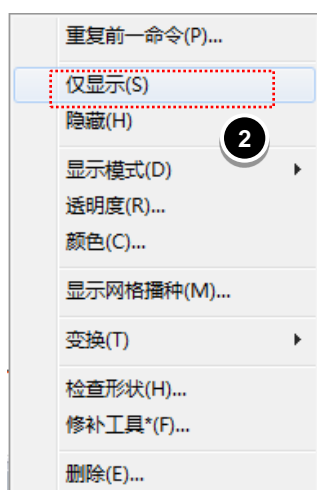 重复前一命令(P)...
仅显示(S)
隐藏(H)
2
显示模式(D)
透明度(R)...
颜色(C)...
显示网格播种(M)...
变换(T)
检查形状(H)...
修补工具*(F)...
删除(E)...